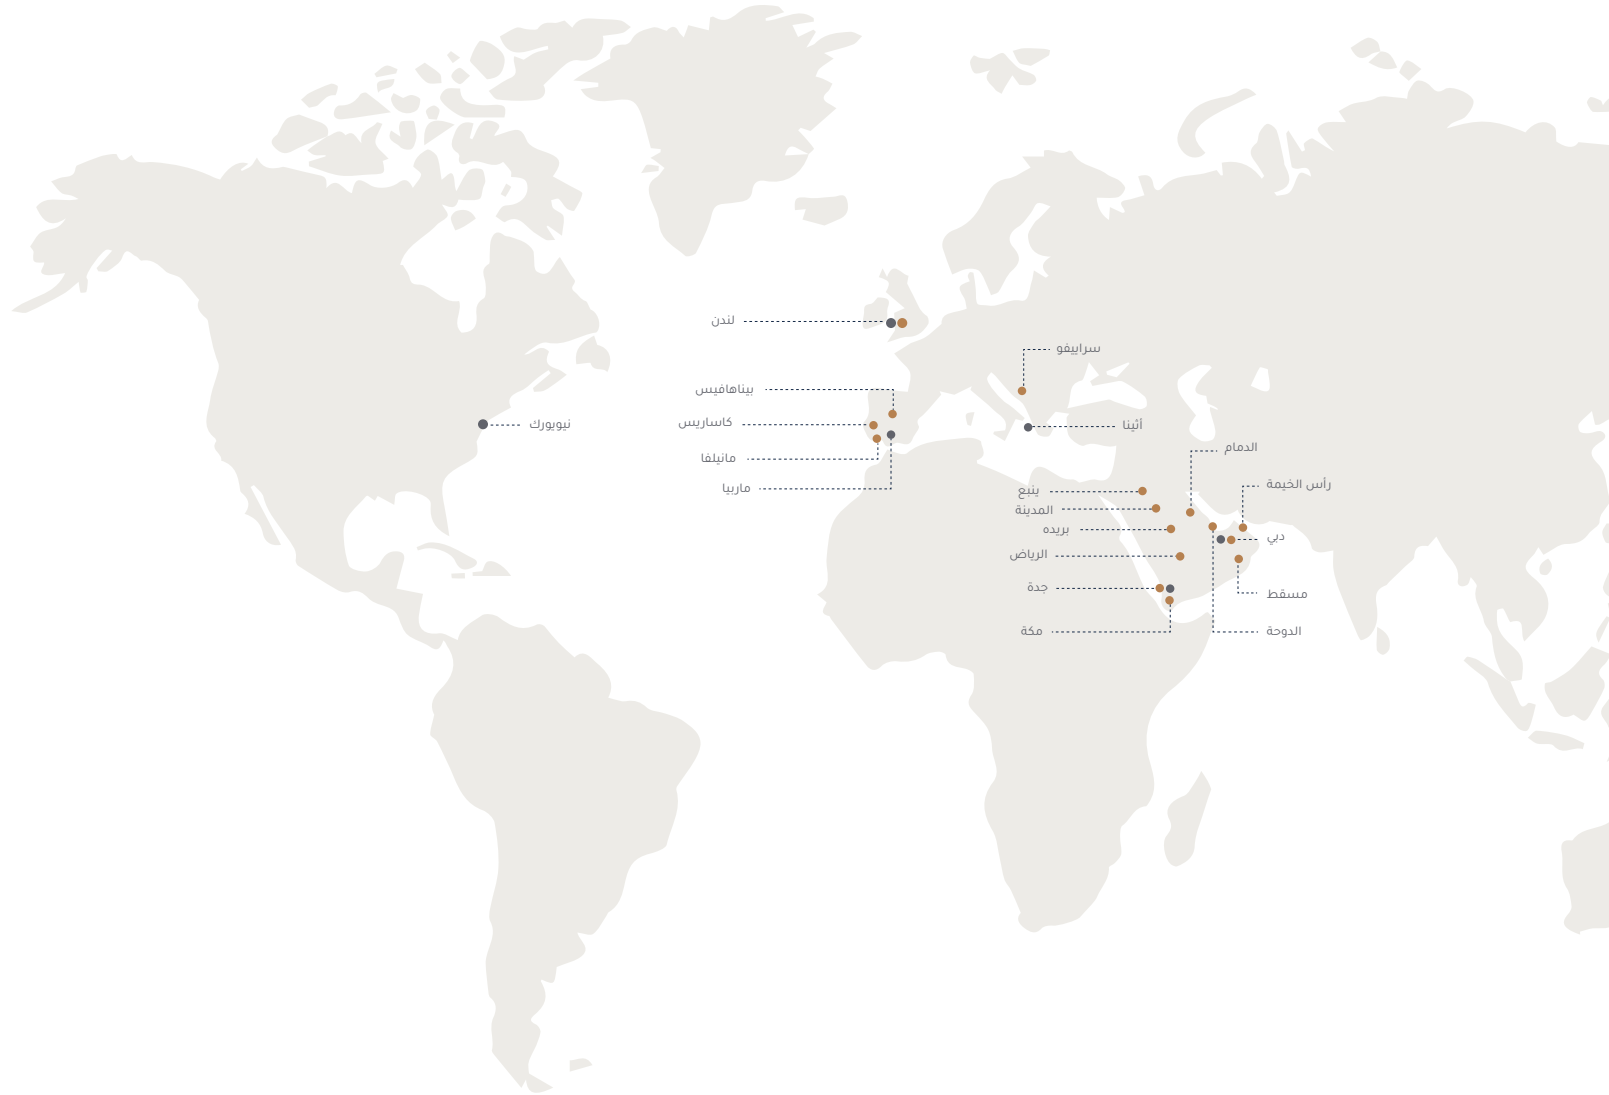 لندن
سراييفو
بيناهافيس
كاساريس
نيويورك
أثينا
الدمام
مانيلفا
رأس الخيمة
ماربيا
ينبع
المدينة
بريده
دبي
الرياض
جدة
مسقط
مكة
الدوحة